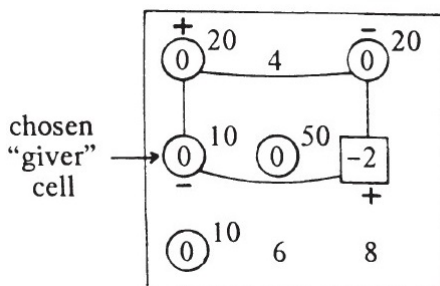 + –
0 20 4 0 20
chosen
"giver"
cell
0 10 0 50 -2
– +
0 10 6 8